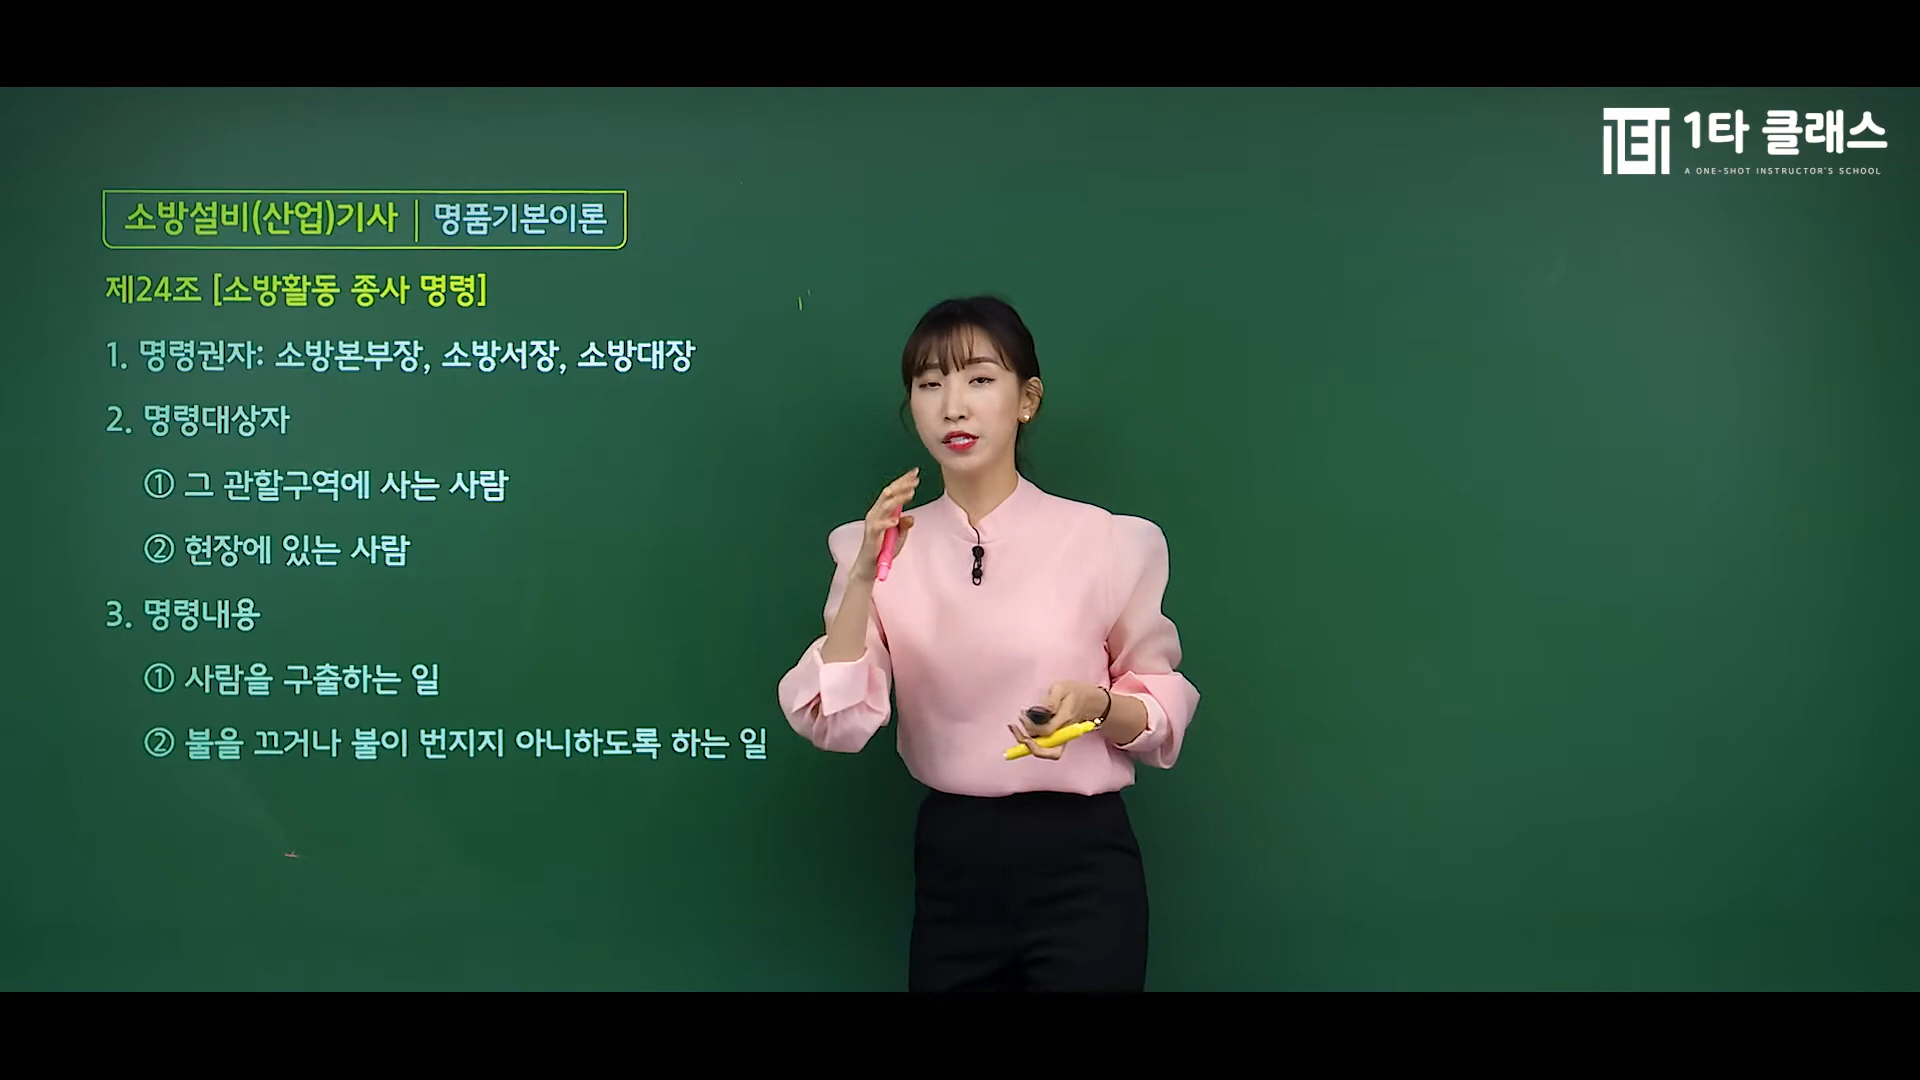 1타 클래스
A ONE-SHOT INSTRUCTOR'S SCHOOL
소방설비(산업)기사 | 명품기본이론
제24조 [소방활동 종사 명령]
1. 명령권자: 소방본부장, 소방서장, 소방대장
2. 명령대상자
① 그 관할구역에 사는 사람
② 현장에 있는 사람
3. 명령내용
① 사람을 구출하는 일
② 불을 끄거나 불이 번지지 아니하도록 하는 일